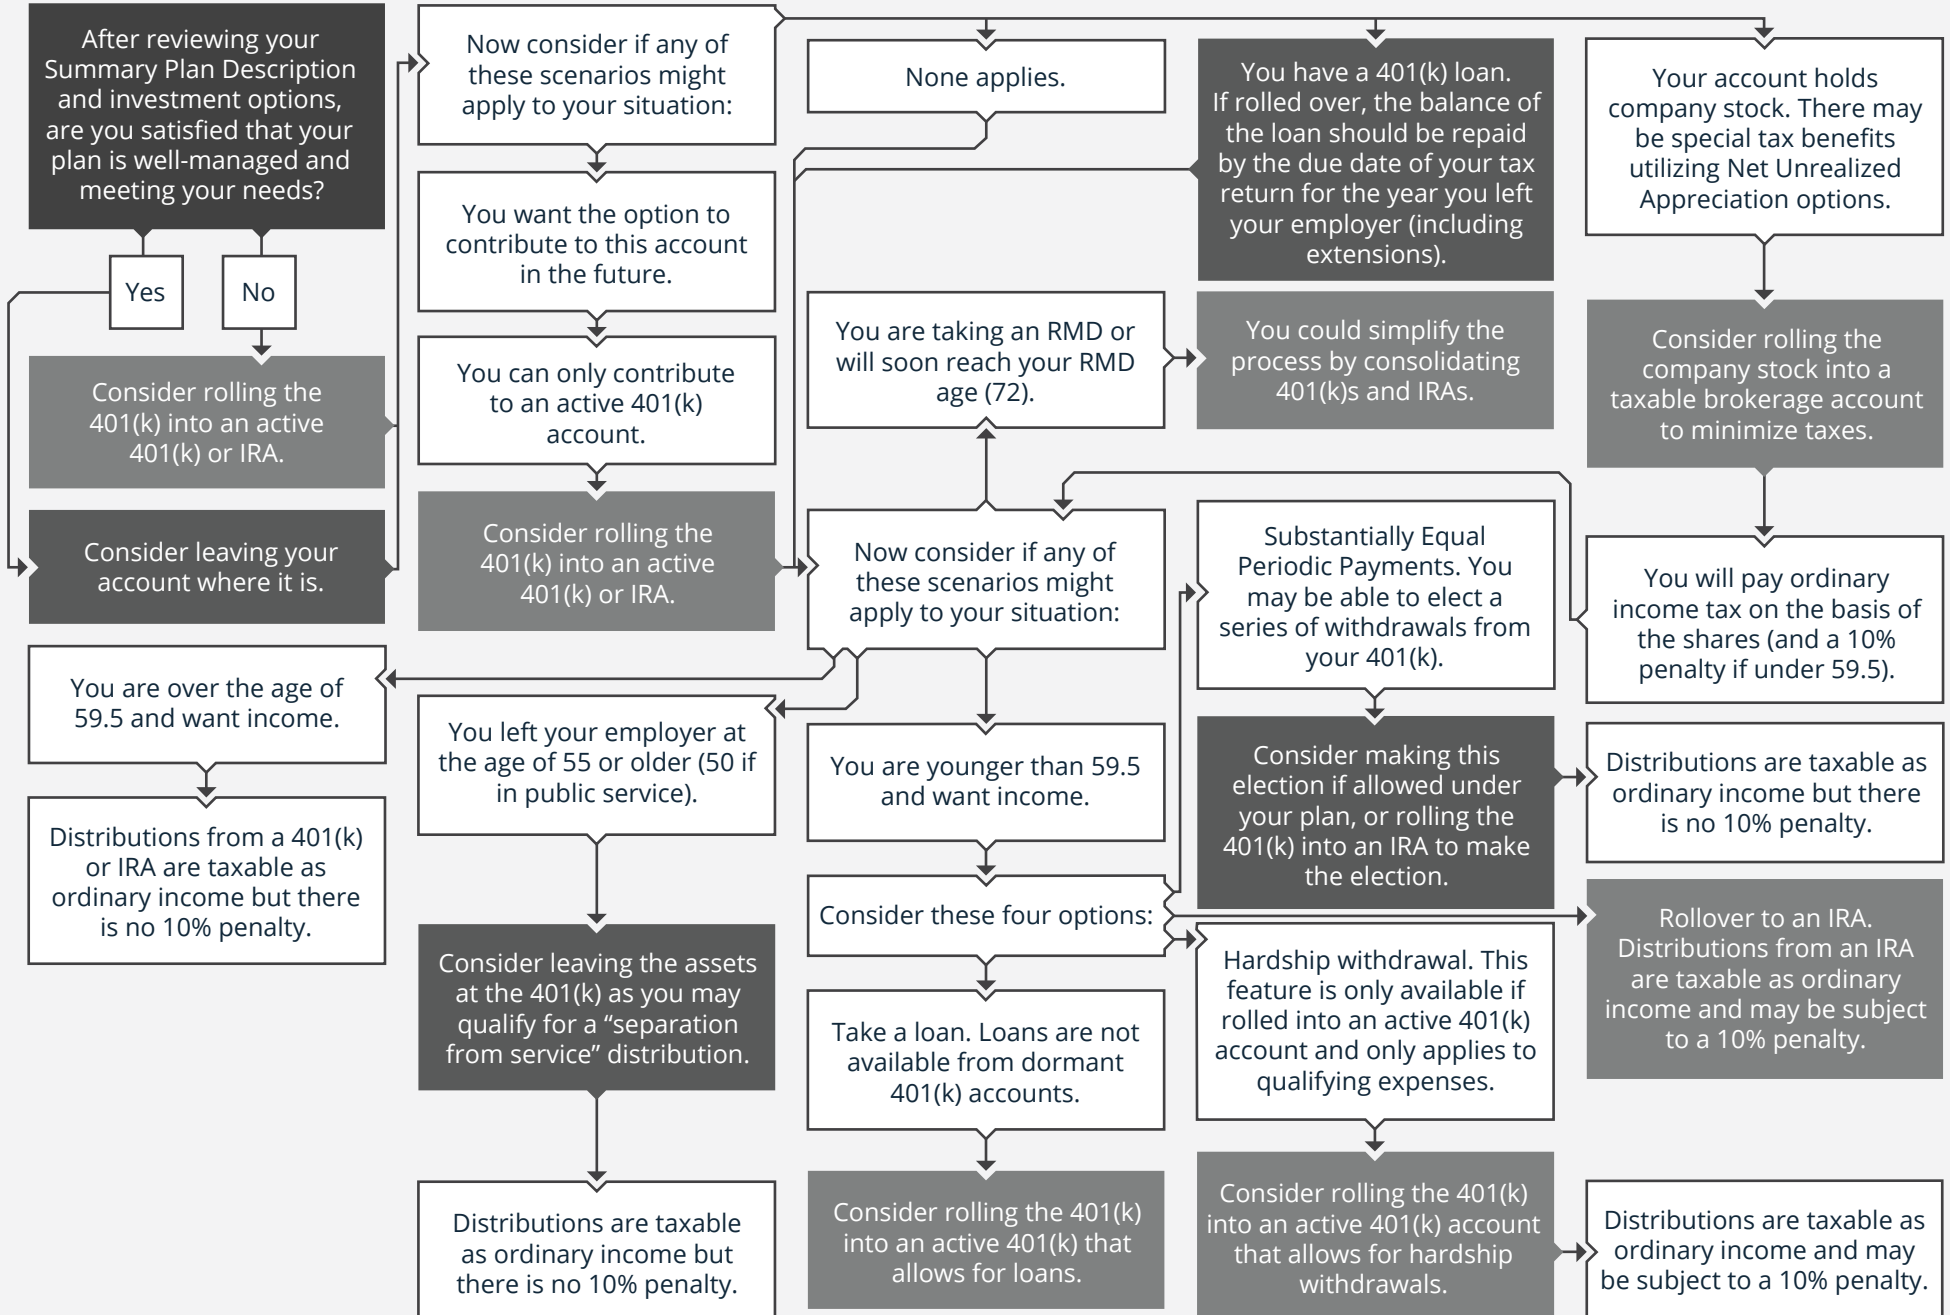 After reviewing your
Summary Plan Description
and investment options,
are you satisfied that your
plan is well-managed and
meeting your needs?
Yes
No
Consider rolling the
401(k) into an active
401(k) or IRA.
Consider leaving your
account where it is.
Now consider if any of
these scenarios might
apply to your situation:
You want the option to
contribute to this account
in the future.
You can only contribute
to an active 401(k)
account.
Consider rolling the
401(k) into an active
401(k) or IRA.
None applies.
You have a 401(k) loan.
If rolled over, the balance of
the loan should be repaid
by the due date of your tax
return for the year you left
your employer (including
extensions).
Your account holds
company stock. There may
be special tax benefits
utilizing Net Unrealized
Appreciation options.
Consider rolling the
company stock into a
taxable brokerage account
to minimize taxes.
You will pay ordinary
income tax on the basis of
the shares (and a 10%
penalty if under 59.5).
Now consider if any of
these scenarios might
apply to your situation:
You are taking an RMD or
will soon reach your RMD
age (72).
You could simplify the
process by consolidating
401(k)s and IRAs.
You are over the age of
59.5 and want income.
Distributions from a 401(k)
or IRA are taxable as
ordinary income but there
is no 10% penalty.
You left your employer at
the age of 55 or older (50 if
in public service).
Consider leaving the assets
at the 401(k) as you may
qualify for a “separation
from service” distribution.
Distributions are taxable
as ordinary income but
there is no 10% penalty.
You are younger than 59.5
and want income.
Consider these four options:
Substantially Equal
Periodic Payments. You
may be able to elect a
series of withdrawals from
your 401(k).
Consider making this
election if allowed under
your plan, or rolling the
401(k) into an IRA to make
the election.
Distributions are taxable as
ordinary income but there
is no 10% penalty.
Rollover to an IRA.
Distributions from an IRA
are taxable as ordinary
income and may be subject
to a 10% penalty.
Hardship withdrawal. This
feature is only available if
rolled into an active 401(k)
account and only applies to
qualifying expenses.
Consider rolling the 401(k)
into an active 401(k) account
that allows for hardship
withdrawals.
Distributions are taxable as
ordinary income and may
be subject to a 10% penalty.
Take a loan. Loans are not
available from dormant
401(k) accounts.
Consider rolling the 401(k)
into an active 401(k) that
allows for loans.